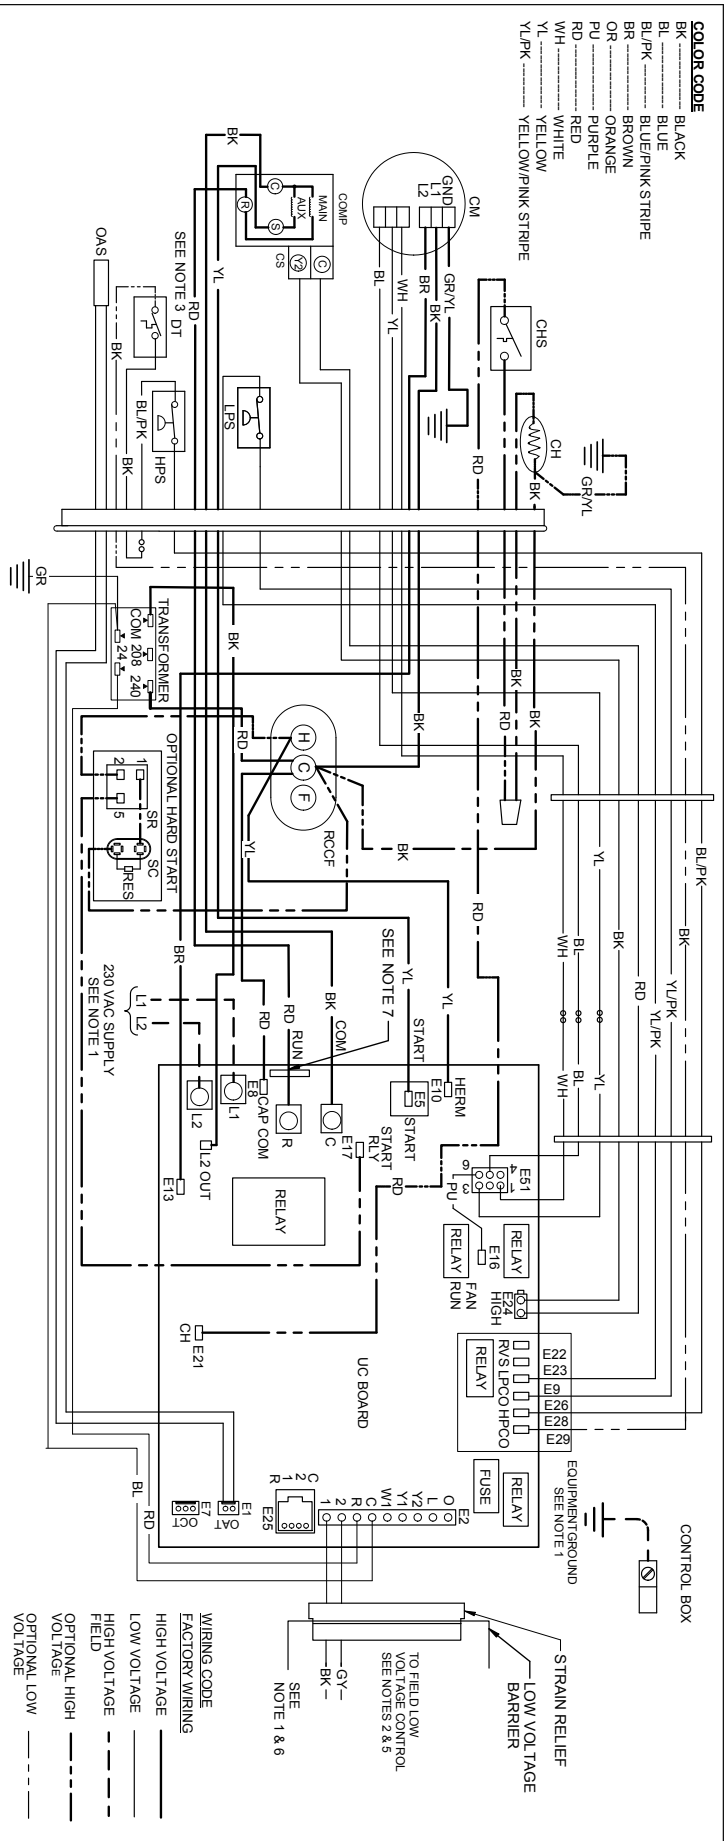 COLOR CODE
BK ---------- BLACK
BL ---------- BLUE
BL/PK ---------- BLUE/PINK STRIPE
BR ---------- BROWN
OR ---------- ORANGE
PU ---------- PURPLE
RD ---------- RED
WH ---------- WHITE
YL ---------- YELLOW
YL/PK ---------- YELLOW/PINK STRIPE
CM
GND
L1
L2
GR/YL
BK
BR
WH
YL
BL
CHS
RD
CH
BK
GR/YL
COMP
MAIN
AUX
C
S
R
CS
C
Y2
BK
YL
RD
SEE NOTE 3
DT
OAS
BK
BL/PK
BK
HPS
LPS
GR
TRANSFORMER
COM 208 240
24
BK
RD
YL
BK
BK
BK
RD
H
C
F
RCCF
OPTIONAL HARD START
1
2
5
SR
SC
RES
BR
230 VAC SUPPLY
SEE NOTE 1
L1
L2
BK
RD
RD
YL
YL
COM
RUN
START
SEE NOTE 7
RD
BL/PK
BK
YL/PK
YL/PK
RD
BK
YL
BL
WH
YL
BL
WH
HERM
E10
E5
START
E17
START
RLY
C
R
E8
CAP COM
L1
L2
L2 OUT
E13
RELAY
RD
E51
6
4
3
1
PU
E16
RELAY
RELAY
FAN
RUN
E24
HIGH
E21
CH
UC BOARD
E22
E23
E9
E26
E28
E29
RVS LPCO HPCO
RELAY
FUSE
RELAY
EQUIPMENT GROUND
SEE NOTE 1
CONTROL BOX
E2
O
L
Y2
Y1
W1
C
R
2
1
E25
C
2
1
R
E1
OAT
E7
OCT
BL
RD
STRAIN RELIEF
LOW VOLTAGE
BARRIER
TO FIELD LOW
VOLTAGE CONTROL
SEE NOTES 2 & 5
GY
BK
SEE
NOTE 1 & 6
WIRING CODE
FACTORY WIRING
HIGH VOLTAGE
LOW VOLTAGE
HIGH VOLTAGE
FIELD
OPTIONAL HIGH
VOLTAGE
OPTIONAL LOW
VOLTAGE